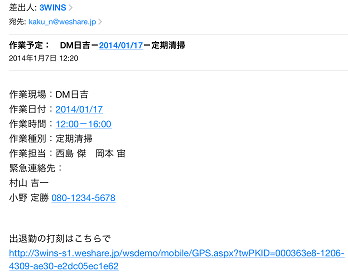 差出人: 3WINS
宛先: kaku_n@weshare.jp
作業予定： DM日吉－2014/01/17－定期清掃
2014年1月7日 12:20
作業現場：DM日吉
作業日付：2014/01/17
作業時間：12:00－16:00
作業種別：定期清掃
作業担当：西島 傑 岡本 宙
緊急連絡先：
村山 吉一
小野 定勝 080-1234-5678
出退勤の打刻はこちらで
http://3wins-s1.weshare.jp/wsdemo/mobile/GPS.aspx?twPKID=000363e8-1206-
4309-ae30-e2dc05ec1e62